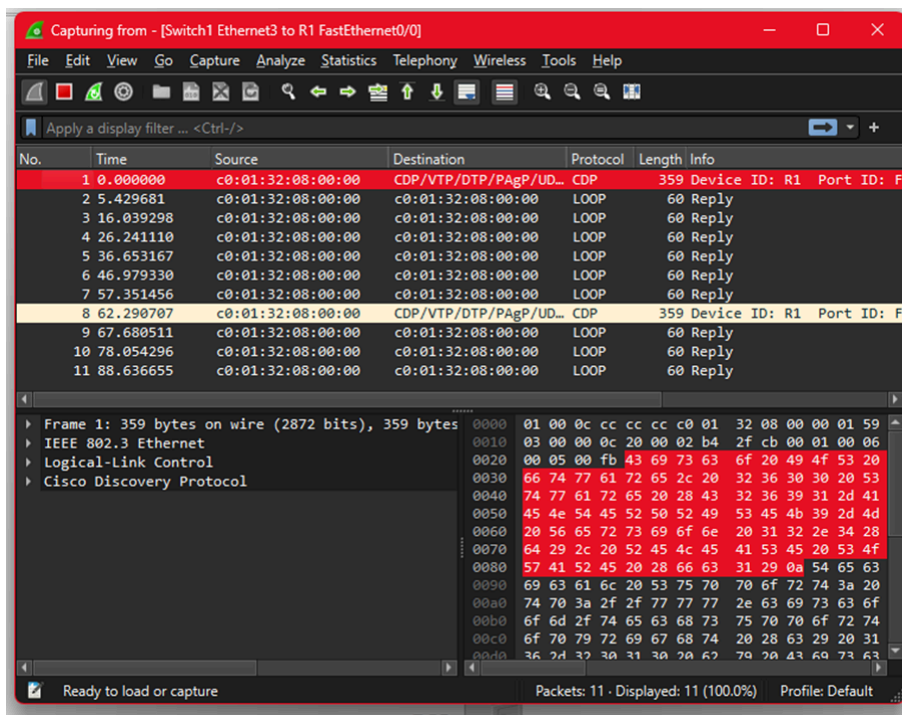 Capturing from - [Switch1 Ethernet3 to R1 FastEthernet0/0]
File Edit View Go Capture Analyze Statistics Telephony Wireless Tools Help
Apply a display filter ... <Ctrl-/>
No. Time Source Destination Protocol Length Info
1 0.000000 c0:01:32:08:00:00 CDP/VTP/DTP/PAgP/UD… CDP 359 Device ID: R1 Port ID: F
2 5.429681 c0:01:32:08:00:00 c0:01:32:08:00:00 LOOP 60 Reply
3 16.039298 c0:01:32:08:00:00 c0:01:32:08:00:00 LOOP 60 Reply
4 26.241110 c0:01:32:08:00:00 c0:01:32:08:00:00 LOOP 60 Reply
5 36.653167 c0:01:32:08:00:00 c0:01:32:08:00:00 LOOP 60 Reply
6 46.979330 c0:01:32:08:00:00 c0:01:32:08:00:00 LOOP 60 Reply
7 57.351456 c0:01:32:08:00:00 c0:01:32:08:00:00 LOOP 60 Reply
8 62.290707 c0:01:32:08:00:00 CDP/VTP/DTP/PAgP/UD… CDP 359 Device ID: R1 Port ID: F
9 67.680511 c0:01:32:08:00:00 c0:01:32:08:00:00 LOOP 60 Reply
10 78.054296 c0:01:32:08:00:00 c0:01:32:08:00:00 LOOP 60 Reply
11 88.636655 c0:01:32:08:00:00 c0:01:32:08:00:00 LOOP 60 Reply
Frame 1: 359 bytes on wire (2872 bits), 359 bytes
IEEE 802.3 Ethernet
Logical-Link Control
Cisco Discovery Protocol
0000 01 00 0c cc cc cc c0 01 32 08 00 00 01 59
0010 03 00 00 0c 20 00 02 b4 2f cb 00 01 00 06
0020 00 05 00 fb 43 69 73 63 6f 20 49 4f 53 20
0030 66 74 77 61 72 65 2c 20 32 36 30 30 20 53
0040 74 77 61 72 65 20 28 43 32 36 39 31 2d 41
0050 45 4e 54 45 52 50 52 49 53 45 4b 39 2d 4d
0060 20 56 65 72 73 69 6f 6e 20 31 32 2e 34 28
0070 64 29 2c 20 52 45 4c 45 41 53 45 20 53 4f
0080 57 41 52 45 20 28 66 63 31 29 0a 54 65 63
0090 69 63 61 6c 20 53 75 70 70 6f 72 74 3a 20
00a0 74 70 3a 2f 2f 77 77 77 2e 63 69 73 63 6f
00b0 6f 6d 2f 74 65 63 68 73 75 70 70 6f 72 74
00c0 6f 70 79 72 69 67 68 74 20 28 63 29 20 31
00d0 36 2d 32 30 31 30 20 62 79 20 43 69 73 63
Ready to load or capture
Packets: 11 · Displayed: 11 (100.0%)
Profile: Default